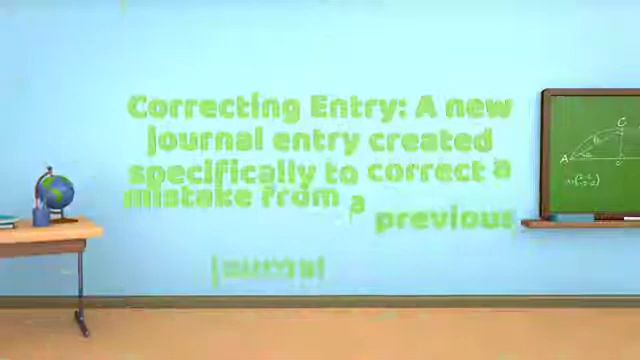 Correcting Entry: A new
journal entry created
specifically to correct a
mistake from a previous
journal
A
C